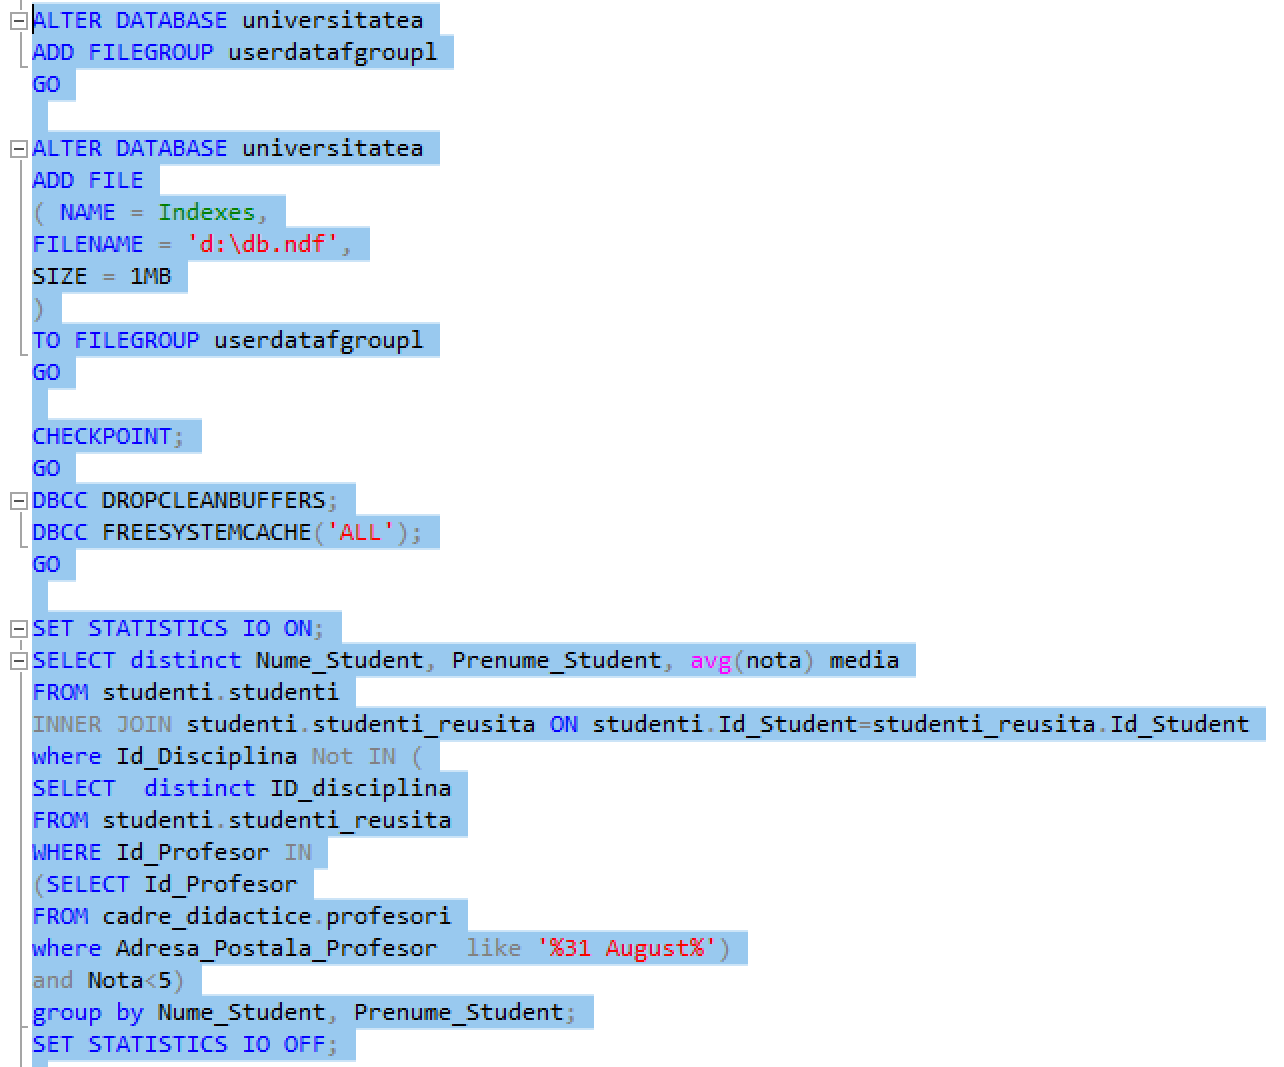 ALTER DATABASE universitatea
ADD FILEGROUP userdatafgroupl
GO
ALTER DATABASE universitatea
ADD FILE
( NAME = Indexes,
FILENAME = 'd:\db.ndf',
SIZE = 1MB
)
TO FILEGROUP userdatafgroupl
GO
CHECKPOINT;
GO
DBCC DROPCLEANBUFFERS;
DBCC FREESYSTEMCACHE('ALL');
GO
SET STATISTICS IO ON;
SELECT distinct Nume_Student, Prenume_Student, avg(nota) media
FROM studenti.studenti
INNER JOIN studenti.studenti_reusita ON studenti.Id_Student=studenti_reusita.Id_Student
where Id_Disciplina Not IN (
SELECT  distinct ID_disciplina
FROM studenti.studenti_reusita
WHERE Id_Profesor IN
(SELECT Id_Profesor
FROM cadre_didactice.profesori
where Adresa_Postala_Profesor  like '%31 August%')
and Nota<5)
group by Nume_Student, Prenume_Student;
SET STATISTICS IO OFF;